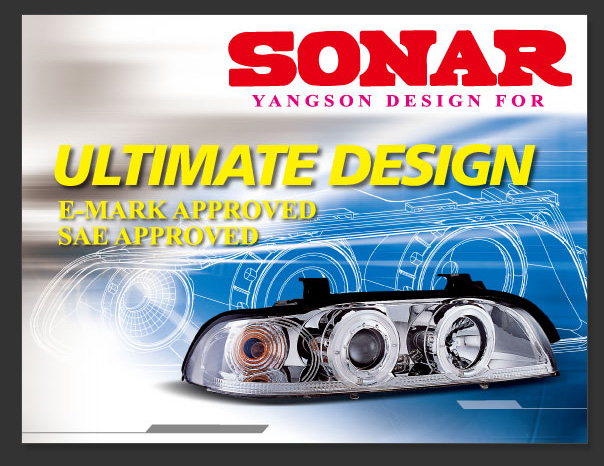 SONAR
YANGSON DESIGN FOR
ULTIMATE DESIGN
E-MARK APPROVED
SAE APPROVED